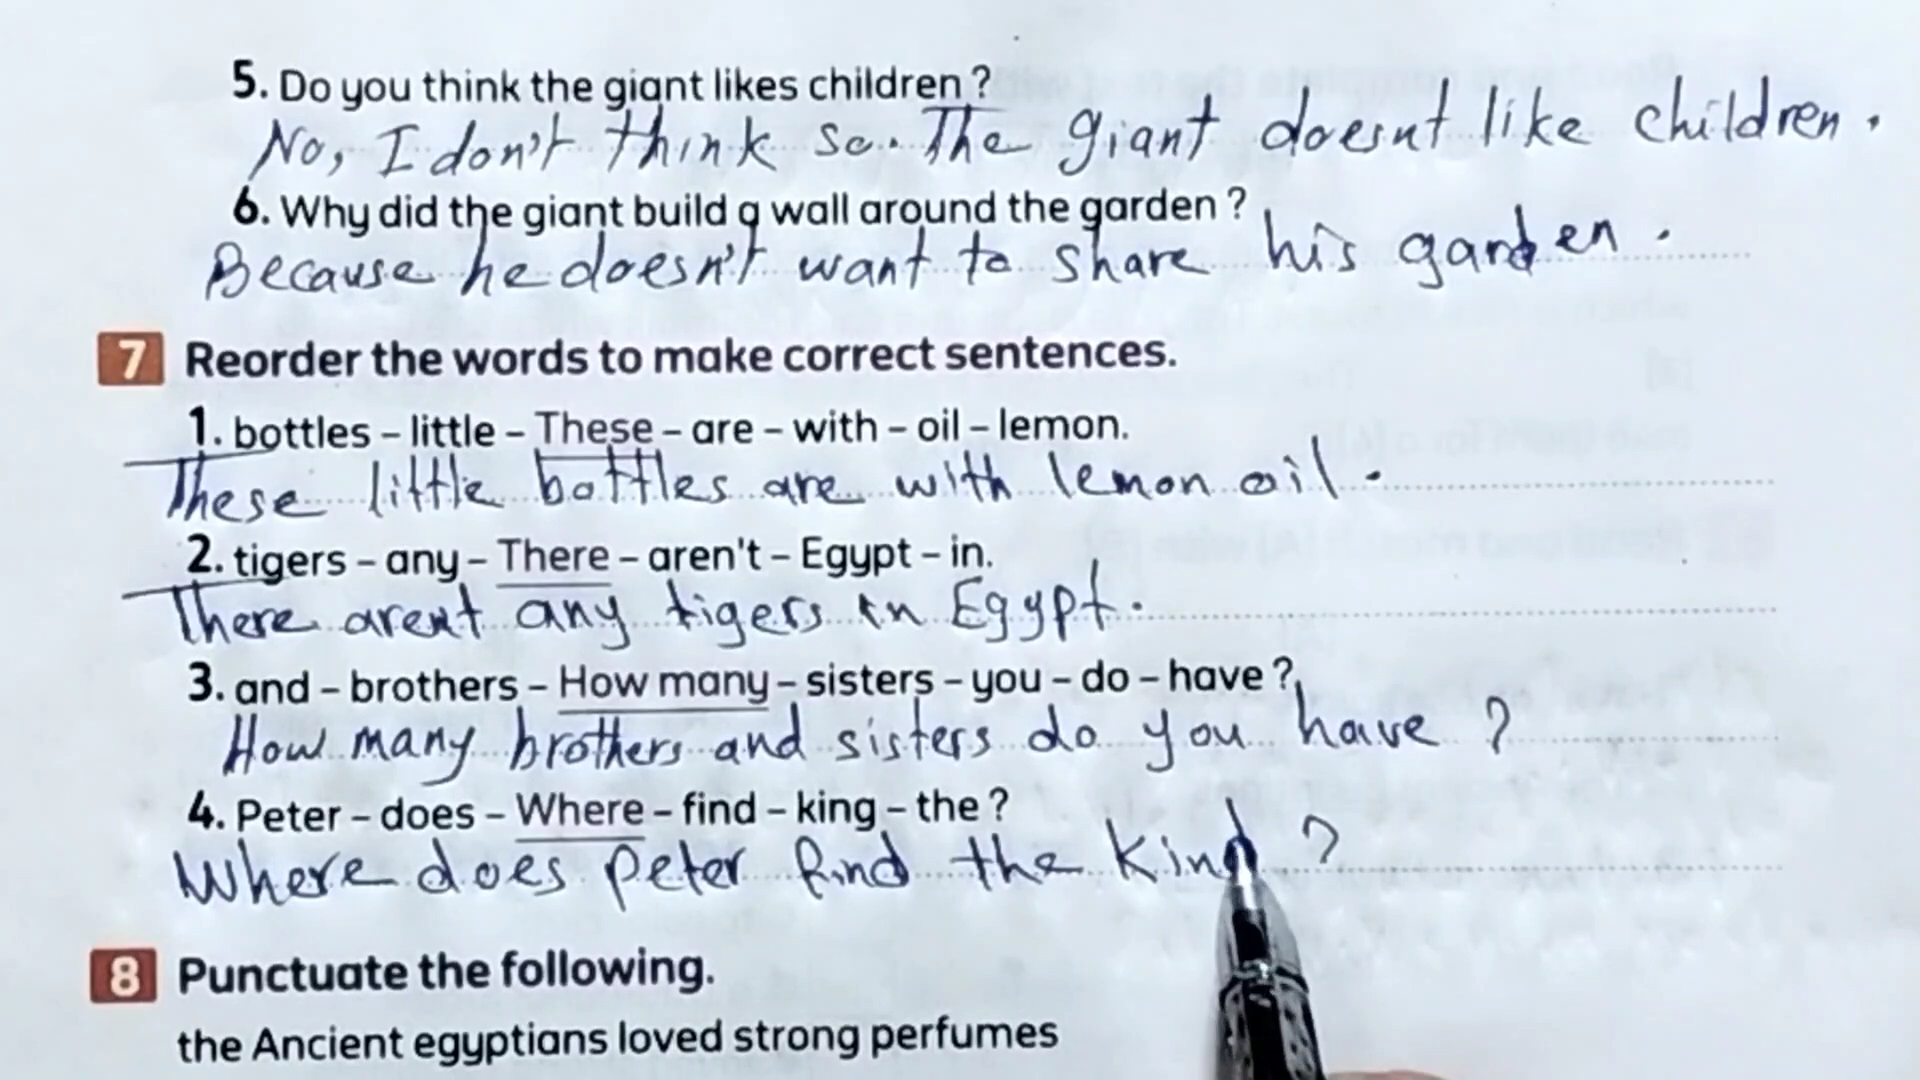 5. Do you think the giant likes children ?
No, I don't think so. The giant doesnt like children.
6. Why did the giant build a wall around the garden ?
Because he doesn't want to share his garden.
7 Reorder the words to make correct sentences.
1. bottles – little – These – are – with – oil – lemon.
These little bottles are with lemon oil.
2. tigers – any – There – aren't – Egypt – in.
There arent any tigers in Egypt.
3. and – brothers – How many – sisters – you – do – have ?
How many brothers and sisters do you have ?
4. Peter – does – Where – find – king – the ?
Where does peter find the Kind ?
8 Punctuate the following.
the Ancient egyptians loved strong perfumes